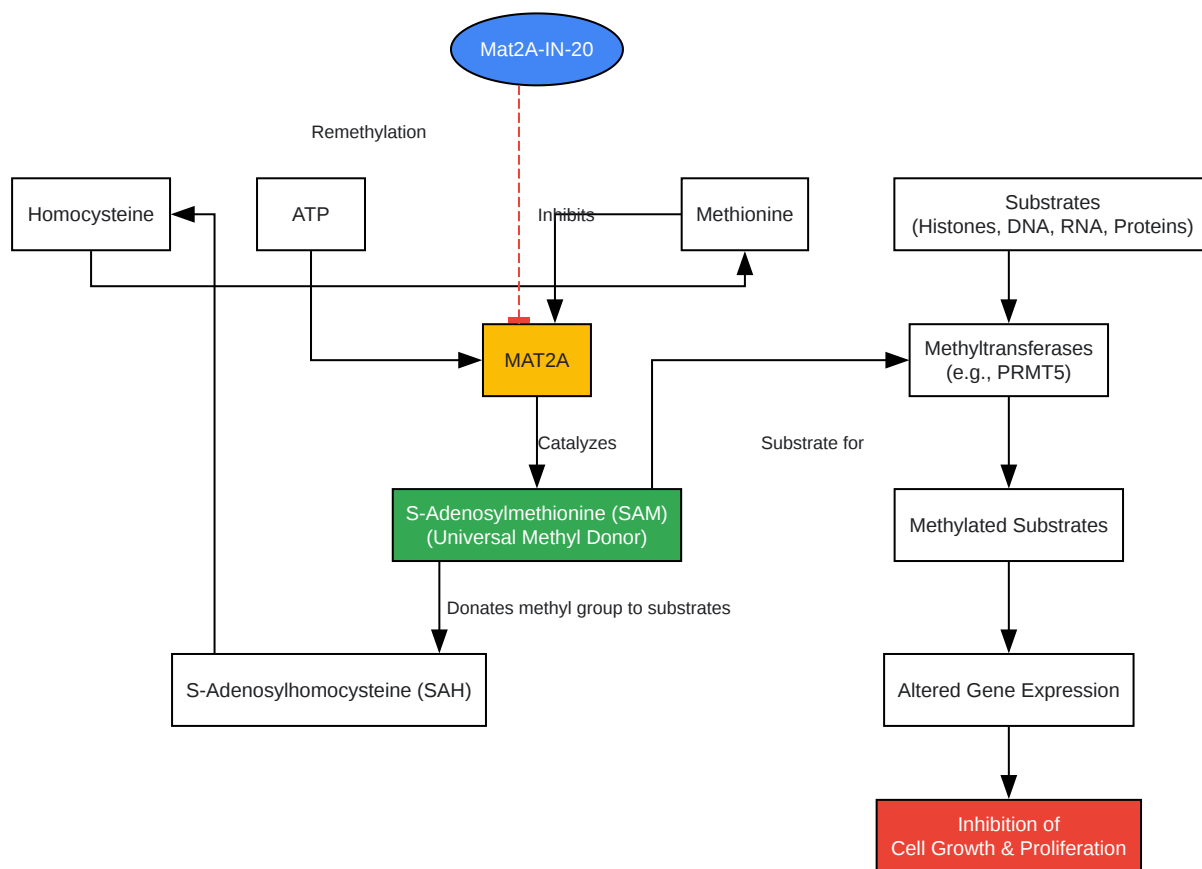 Mat2A-IN-20
Remethylation
Homocysteine
ATP
Inhibits
Methionine
Substrates
(Histones, DNA, RNA, Proteins)
MAT2A
Methyltransferases
(e.g., PRMT5)
Catalyzes
Substrate for
S-Adenosylmethionine (SAM)
(Universal Methyl Donor)
Methylated Substrates
Donates methyl group to substrates
S-Adenosylhomocysteine (SAH)
Altered Gene Expression
Inhibition of
Cell Growth & Proliferation